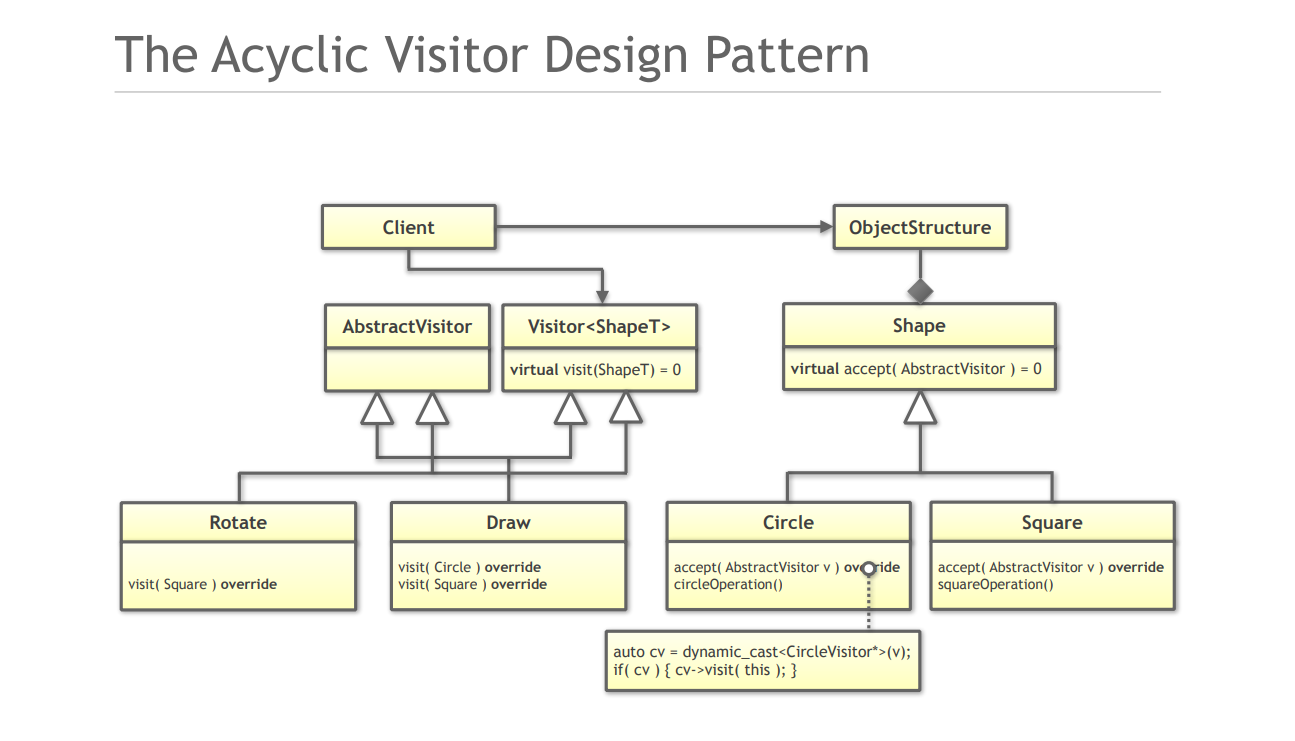 The Acyclic Visitor Design Pattern
Client
ObjectStructure
AbstractVisitor
Visitor<ShapeT>
virtual visit(ShapeT) = 0
Shape
virtual accept( AbstractVisitor ) = 0
Rotate
visit( Square ) override
Draw
visit( Circle ) override
visit( Square ) override
Circle
accept( AbstractVisitor v ) override
circleOperation()
Square
accept( AbstractVisitor v ) override
squareOperation()
auto cv = dynamic_cast<CircleVisitor*>(v);
if( cv ) { cv->visit( this ); }